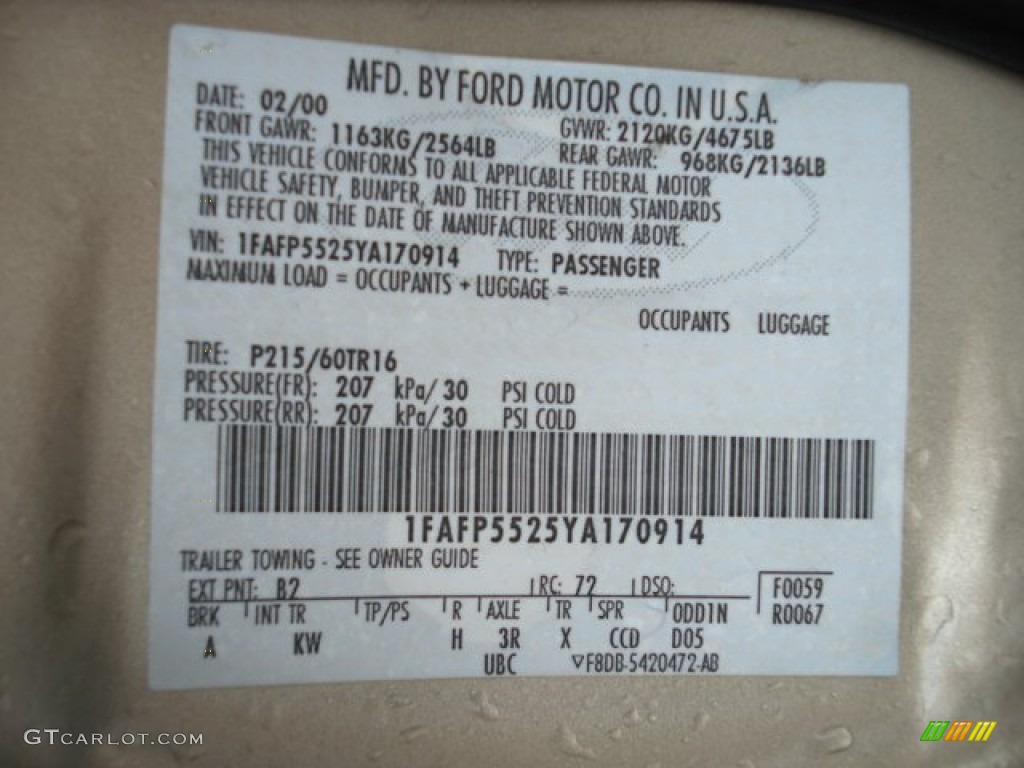 MFD. BY FORD MOTOR CO. IN U.S.A.
DATE: 02/00
GVWR: 2120KG/4675LB
FRONT GAWR: 1163KG/2564LB
REAR GAWR: 968KG/2136LB
THIS VEHICLE CONFORMS TO ALL APPLICABLE FEDERAL MOTOR
VEHICLE SAFETY, BUMPER, AND THEFT PREVENTION STANDARDS
IN EFFECT ON THE DATE OF MANUFACTURE SHOWN ABOVE.
VIN: 1FAFP5525YA170914 TYPE: PASSENGER
MAXIMUM LOAD = OCCUPANTS + LUGGAGE =
OCCUPANTS LUGGAGE
TIRE: P215/60TR16
PRESSURE(FR): 207 kPa/ 30 PSI COLD
PRESSURE(RR): 207 kPa/ 30 PSI COLD
1FAFP5525YA170914
TRAILER TOWING - SEE OWNER GUIDE
EXT PNT: B2 RC: 72 DSO: F0059
BRK INT TR TP/PS R AXLE TR SPR ODD1N R0067
A KW H 3R X CCD D05
UBC ▽F8DB-5420472-AB
GTCARLOT.COM